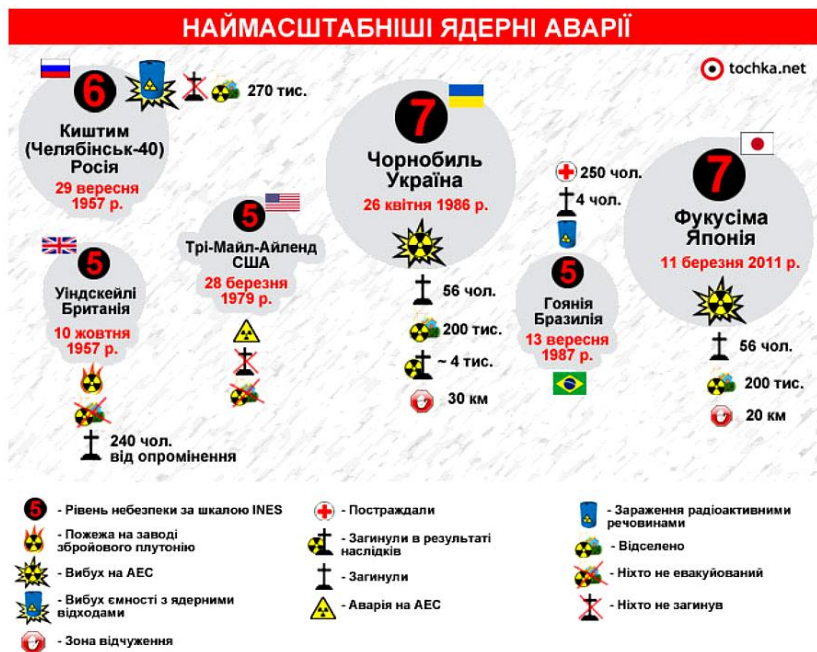 НАЙМАСШТАБНІШІ ЯДЕРНІ АВАРІЇ
tochka.net
6
270 тис.
Киштим
(Челябінськ-40)
Росія
29 вересня
1957 р.
7
Чорнобиль
Україна
26 квітня 1986 р.
56 чол.
200 тис.
~ 4 тис.
30 км
250 чол.
4 чол.
5
Гоянія
Бразилія
13 вересня
1987 р.
7
Фукусіма
Японія
11 березня 2011 р.
56 чол.
200 тис.
20 км
5
Трі-Майл-Айленд
США
28 березня
1979 р.
5
Уіндскейлі
Британія
10 жовтня
1957 р.
240 чол.
від опромінення
5 - Рівень небезпеки за шкалою INES
- Пожежа на заводі
збройового плутонію
- Вибух на АЕС
- Вибух ємності з ядерними
відходами
- Зона відчуження
- Постраждали
- Загинули в результаті
наслідків
- Загинули
- Аварія на АЕС
- Зараження радіоактивними
речовинами
- Відселено
- Ніхто не евакуйований
- Ніхто не загинув